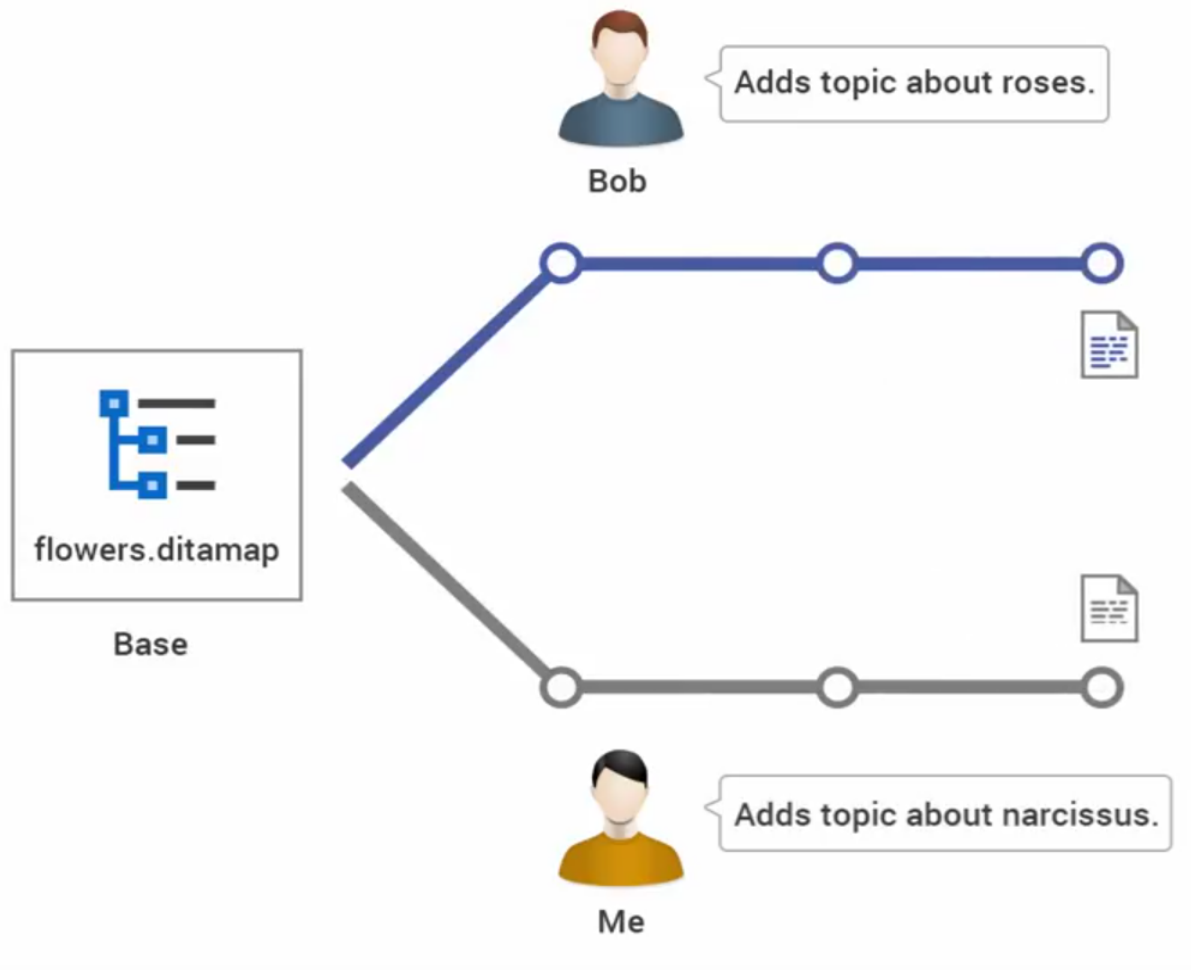 Adds topic about roses.
Bob
flowers.ditamap
Base
Adds topic about narcissus.
Me